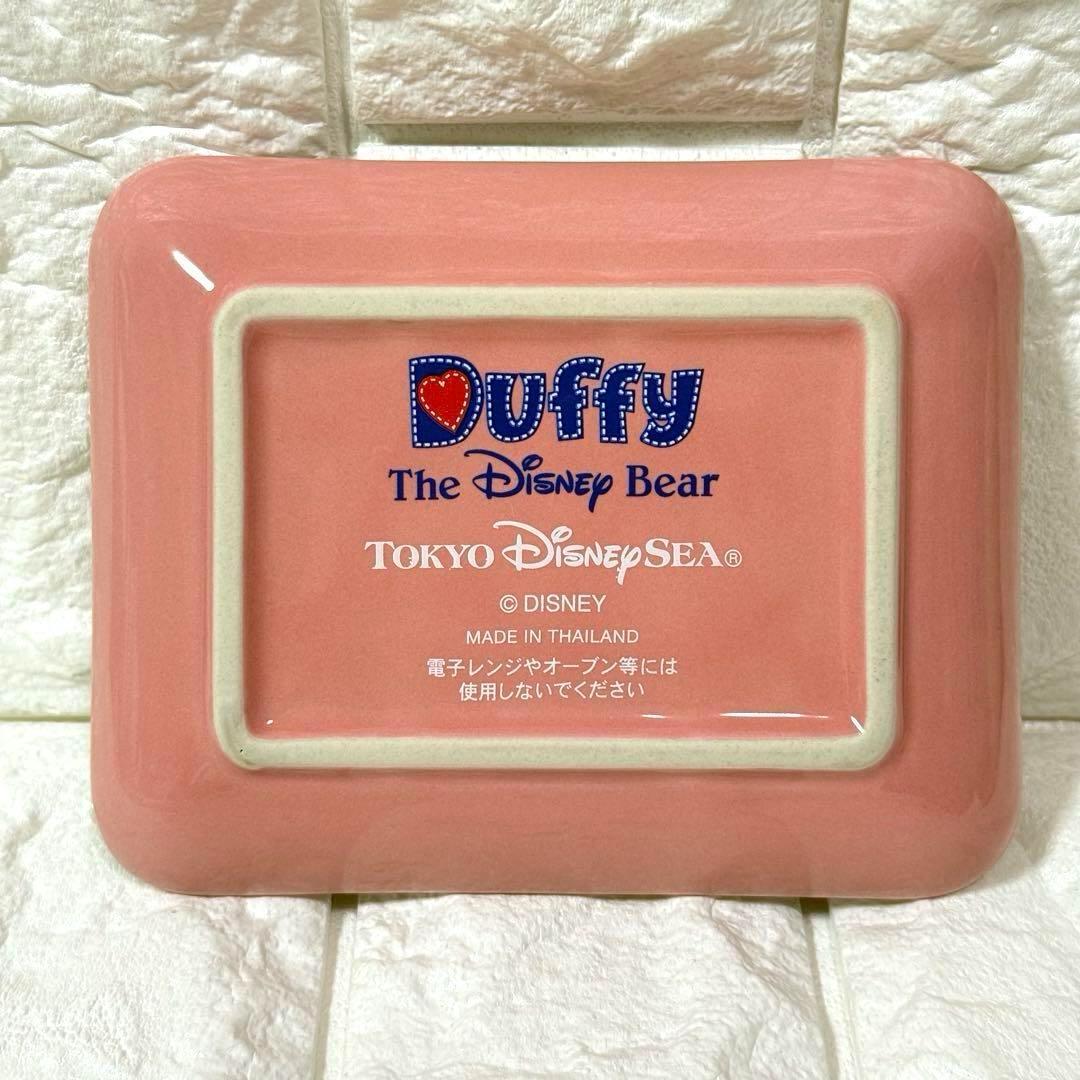 Duffy
The Disney Bear
TOKYO DISNEYSEA®
© DISNEY
MADE IN THAILAND
電子レンジやオーブン等には
使用しないでください